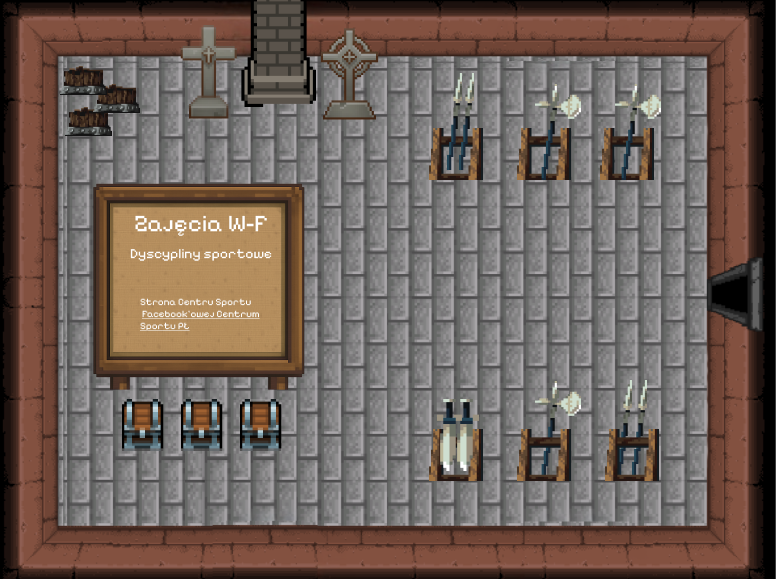 Zajęcia W-F
Dyscypliny sportowe
Strona Centru Sportu
Facebook'owej Centrum
Sportu PŁ